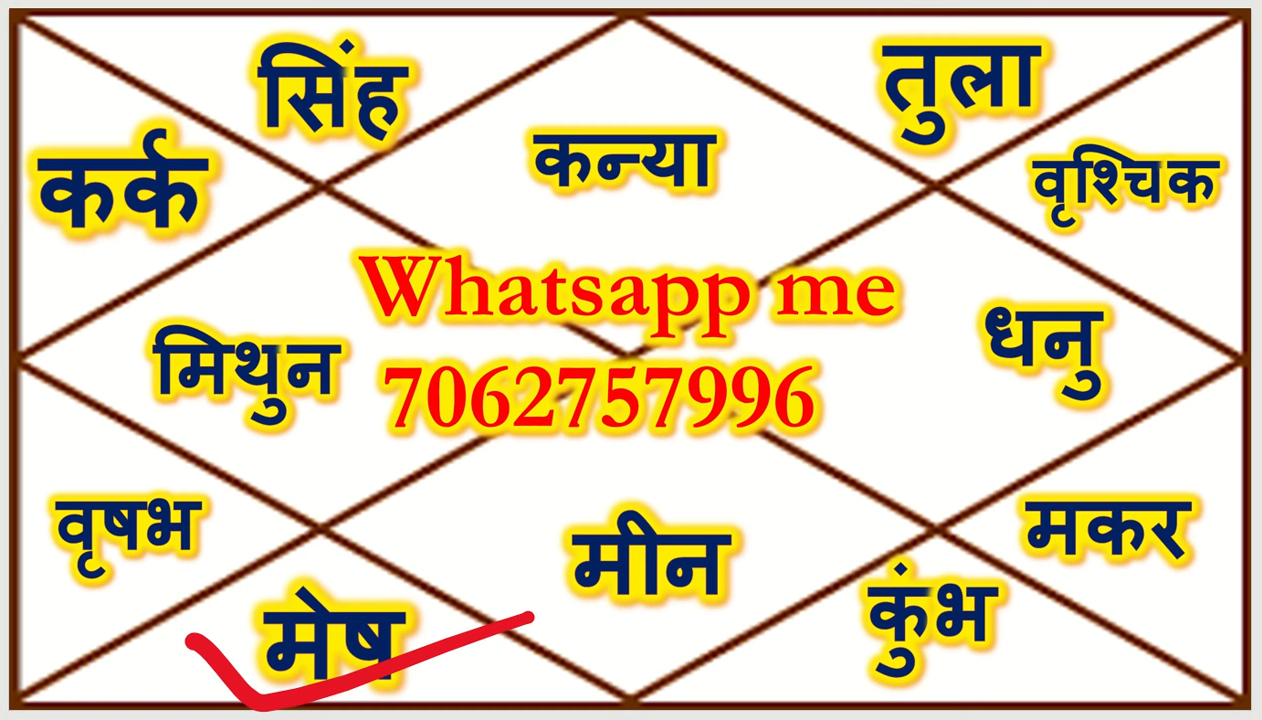 सिंह
तुला
कर्क
कन्या
वृश्चिक
Whatsapp me
मिथुन
धनु
7062757996
वृषभ
मीन
मकर
मेष
कुंभ